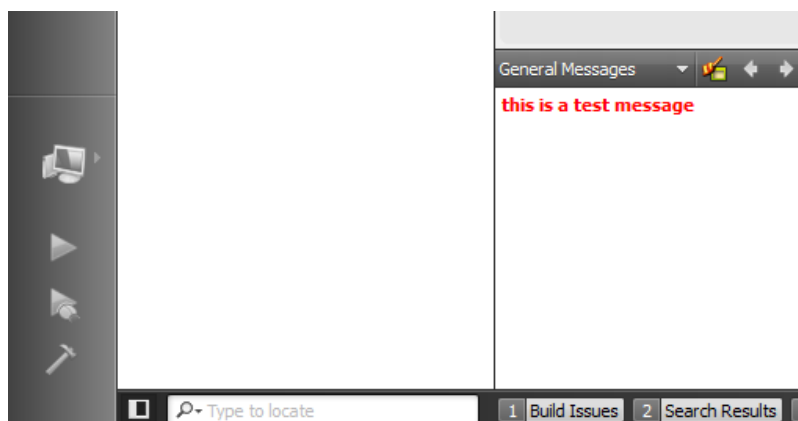 General Messages
this is a test message
Type to locate
1 Build Issues 2 Search Results